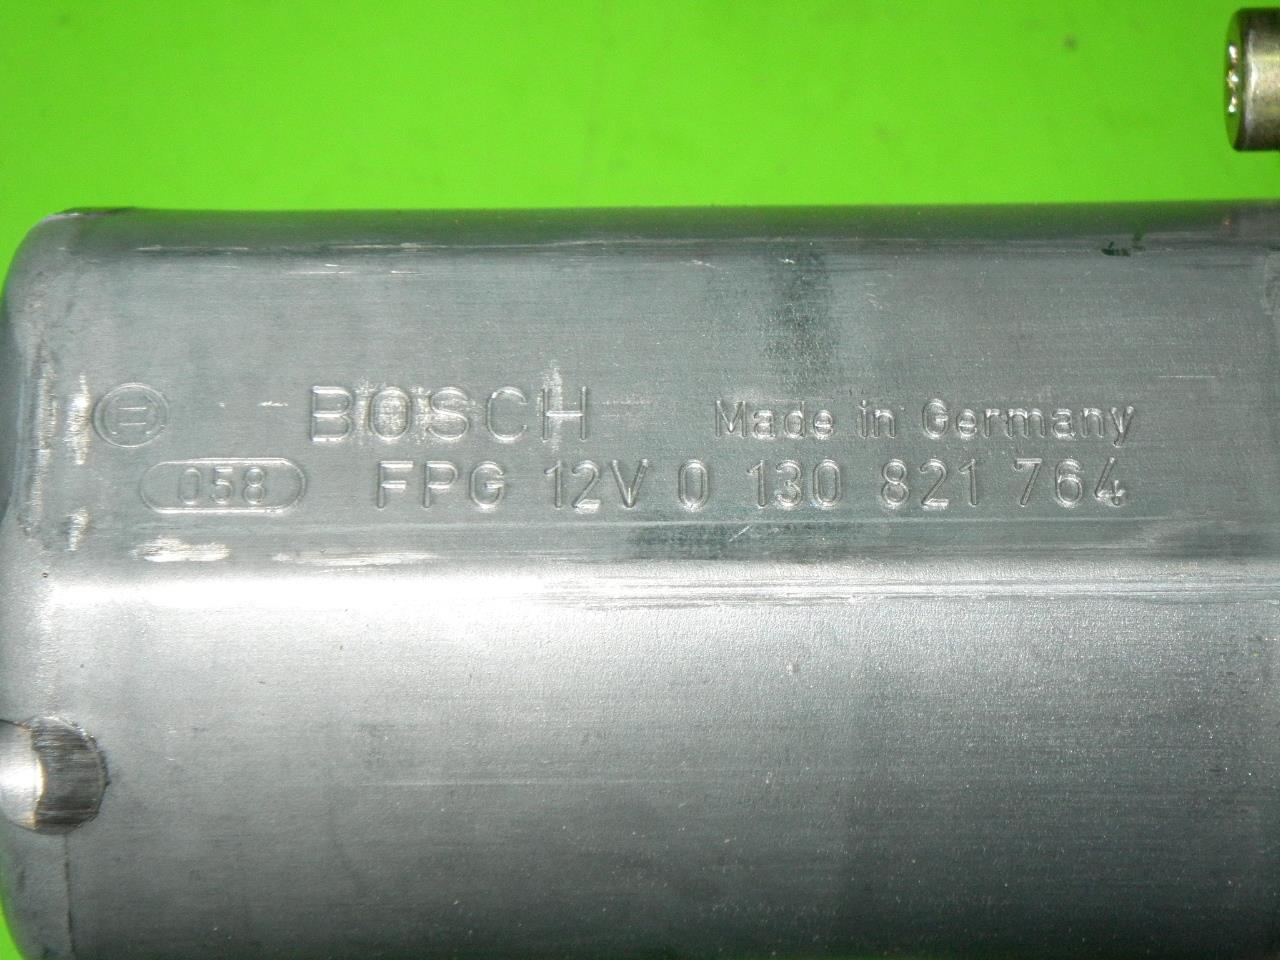 BOSCH Made in Germany
058 FPG 12V 0 130 821 764